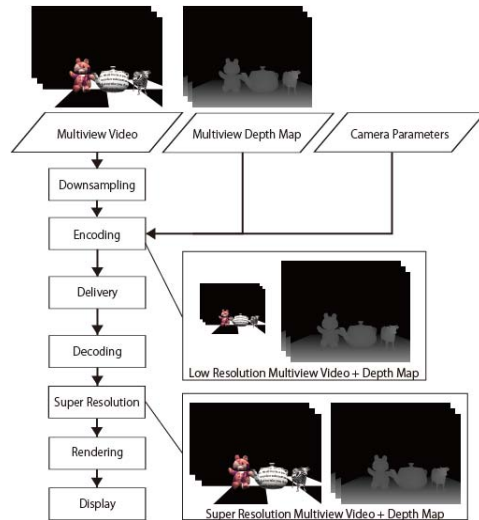 Multiview Video
Multiview Depth Map
Camera Parameters
Downsampling
Encoding
Delivery
Decoding
Low Resolution Multiview Video + Depth Map
Super Resolution
Rendering
Display
Super Resolution Multiview Video + Depth Map